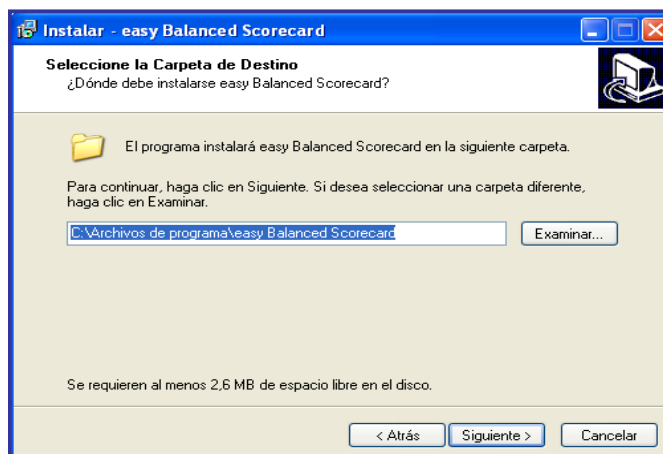 Instalar - easy Balanced Scorecard
Seleccione la Carpeta de Destino
¿Dónde debe instalarse easy Balanced Scorecard?
El programa instalará easy Balanced Scorecard en la siguiente carpeta.
Para continuar, haga clic en Siguiente. Si desea seleccionar una carpeta diferente,
haga clic en Examinar.
C:\Archivos de programa\easy Balanced Scorecard
Examinar...
Se requieren al menos 2,6 MB de espacio libre en el disco.
< Atrás
Siguiente >
Cancelar